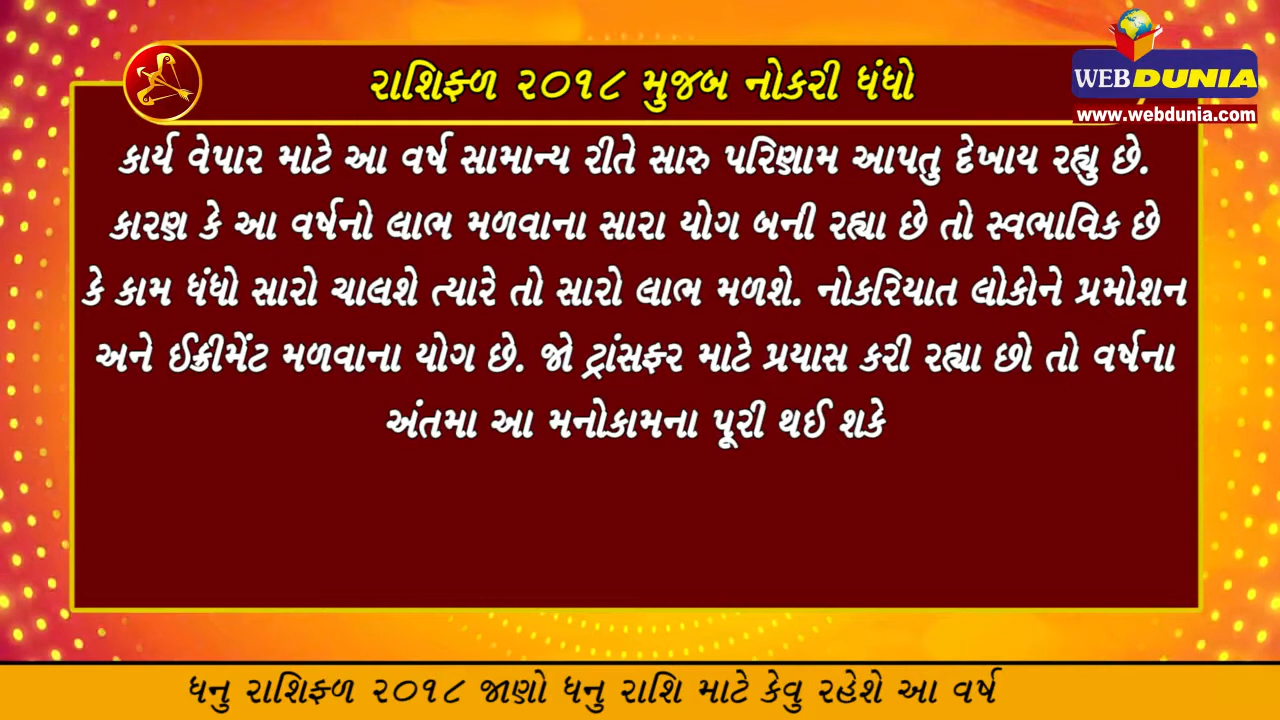 રાશિફળ ૨૦૧૮ મુજબ નોકરી ધંધો
WEBDUNIA
www.webdunia.com
કાર્ય વેપાર માટે આ વર્ષ સામાન્ય રીતે સારુ પરિણામ આપતુ દેખાય રહ્યુ છે.
કારણ કે આ વર્ષનો લાભ મળવાના સારા યોગ બની રહ્યા છે તો સ્વભાવિક છે
કે કામ ધંધો સારો ચાલશે ત્યારે તો સારો લાભ મળશે. નોકરિયાત લોકોને પ્રમોશન
અને ઈક્રીમેંટ મળવાના યોગ છે. જો ટ્રાંસફર માટે પ્રયાસ કરી રહ્યા છો તો વર્ષના
અંતમા આ મનોકામના પૂરી થઈ શકે
ધનુ રાશિફળ ૨૦૧૮ જાણો ધનુ રાશિ માટે કેવુ રહેશે આ વર્ષ